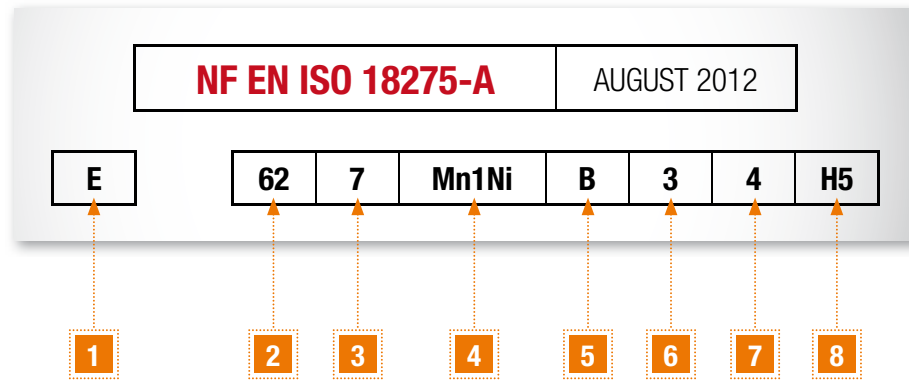 NF EN ISO 18275-A AUGUST 2012
E 62 7 Mn1Ni B 3 4 H5
1 2 3 4 5 6 7 8